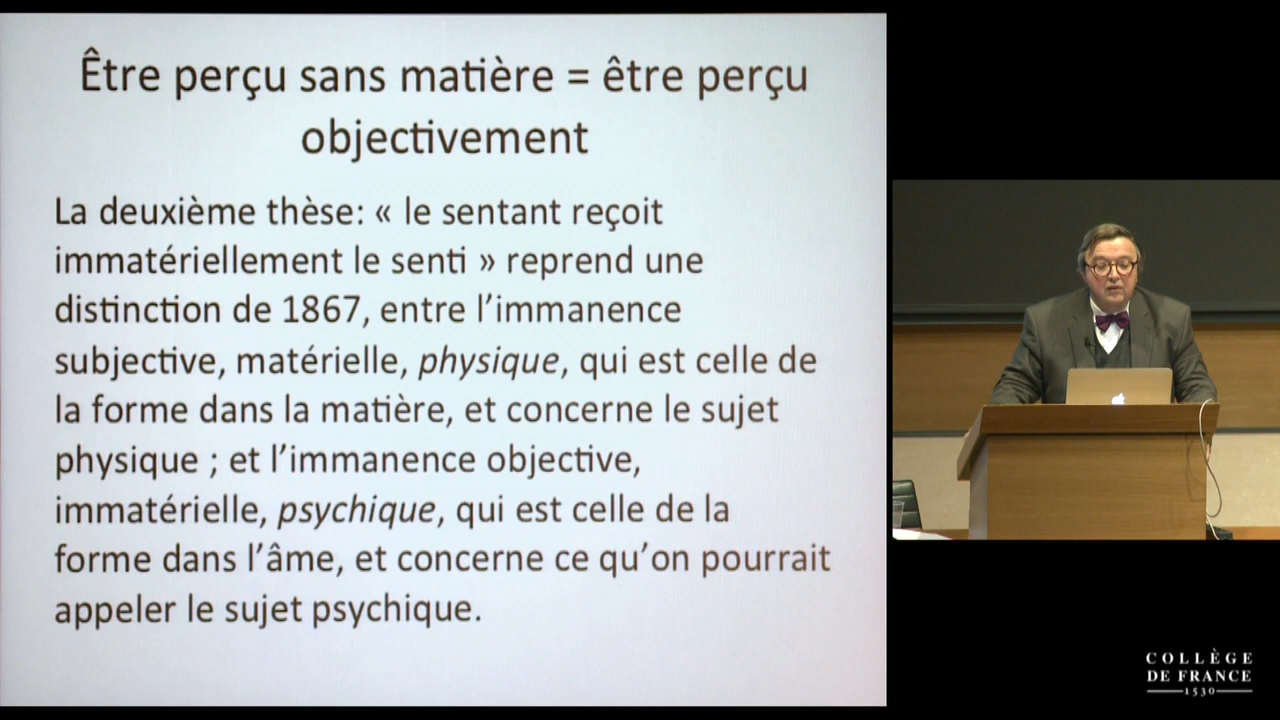 Être perçu sans matière = être perçu
objectivement
La deuxième thèse: « le sentant reçoit
immatériellement le senti » reprend une
distinction de 1867, entre l’immanence
subjective, matérielle, physique, qui est celle de
la forme dans la matière, et concerne le sujet
physique ; et l’immanence objective,
immatérielle, psychique, qui est celle de la
forme dans l’âme, et concerne ce qu’on pourrait
appeler le sujet psychique.
COLLÈGE
DE FRANCE
1530